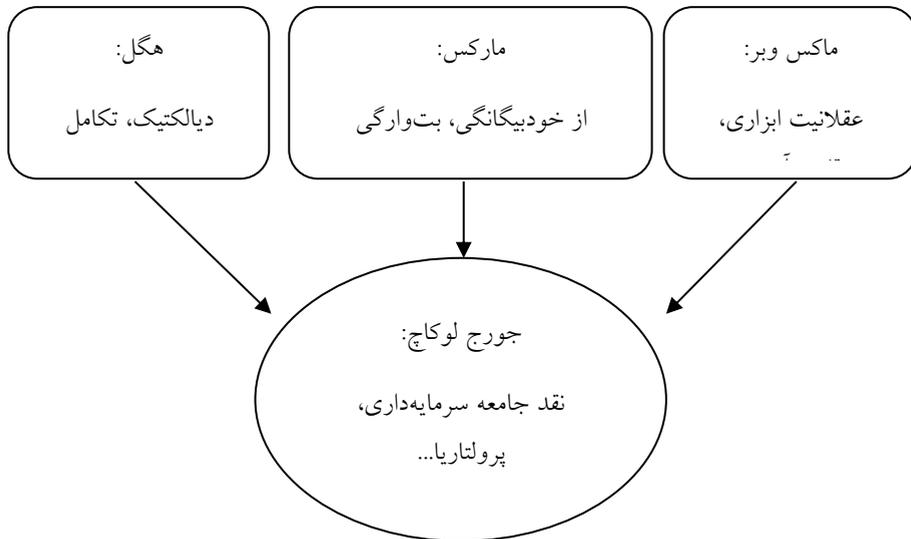 ماکس وبر:
عقلانیت ابزاری،
مارکس:
از خودبیگانگی، بت‌وارگی
هگل:
دیالکتیک، تکامل
جورج لوکاچ:
نقد جامعه سرمایه‌داری،
پرولتاریا...